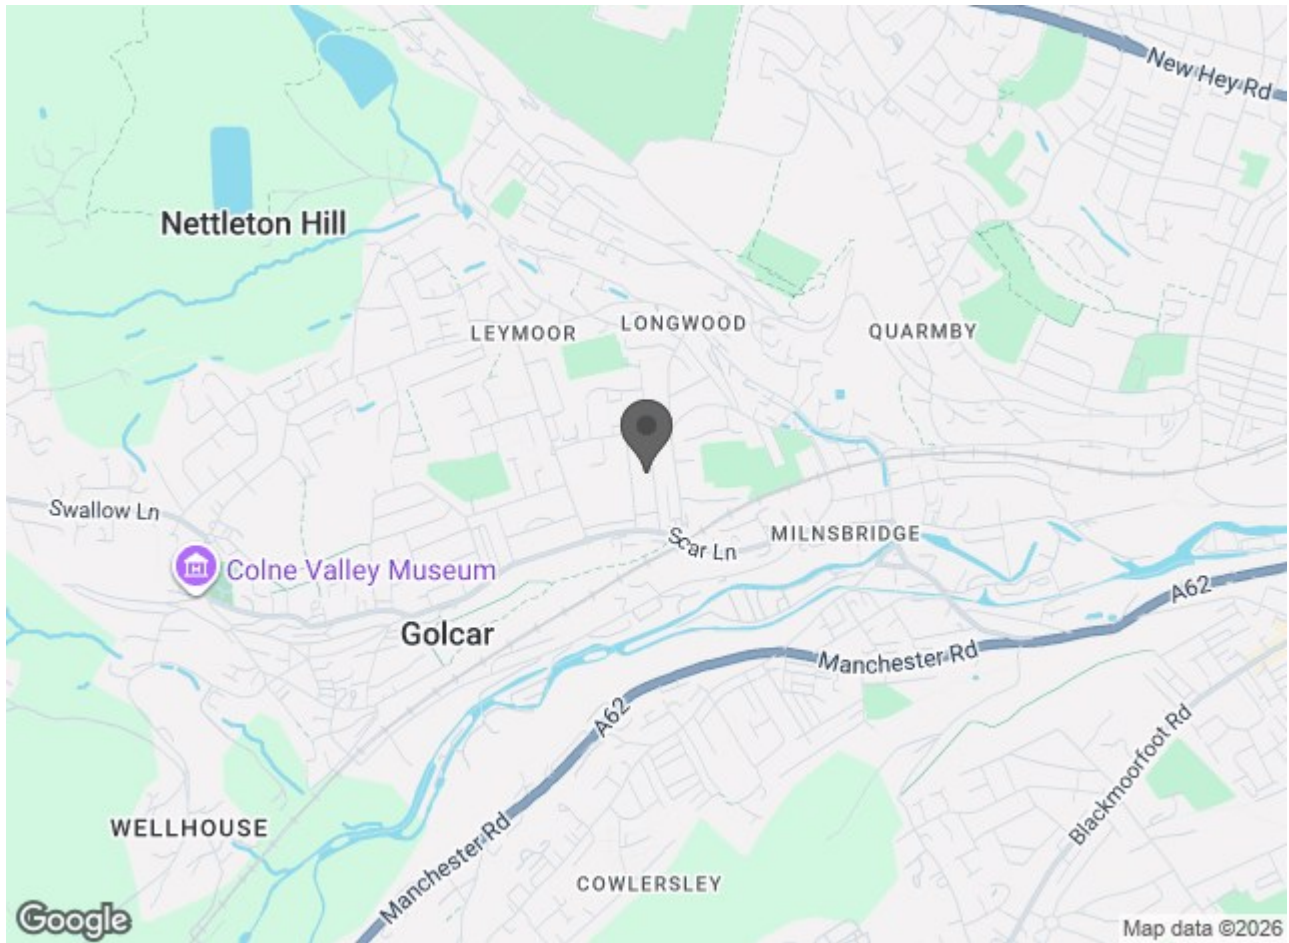 New Hey Rd
Nettleton Hill
LEYMOOR
LONGWOOD
QUARMBY
Swallow Ln
Scar Ln
MILNSBRIDGE
Colne Valley Museum
A62
Golcar
Manchester Rd
A62
Blackmoorfoot Rd
WELLHOUSE
Manchester Rd
COWLERSLEY
Google
Map data ©2026